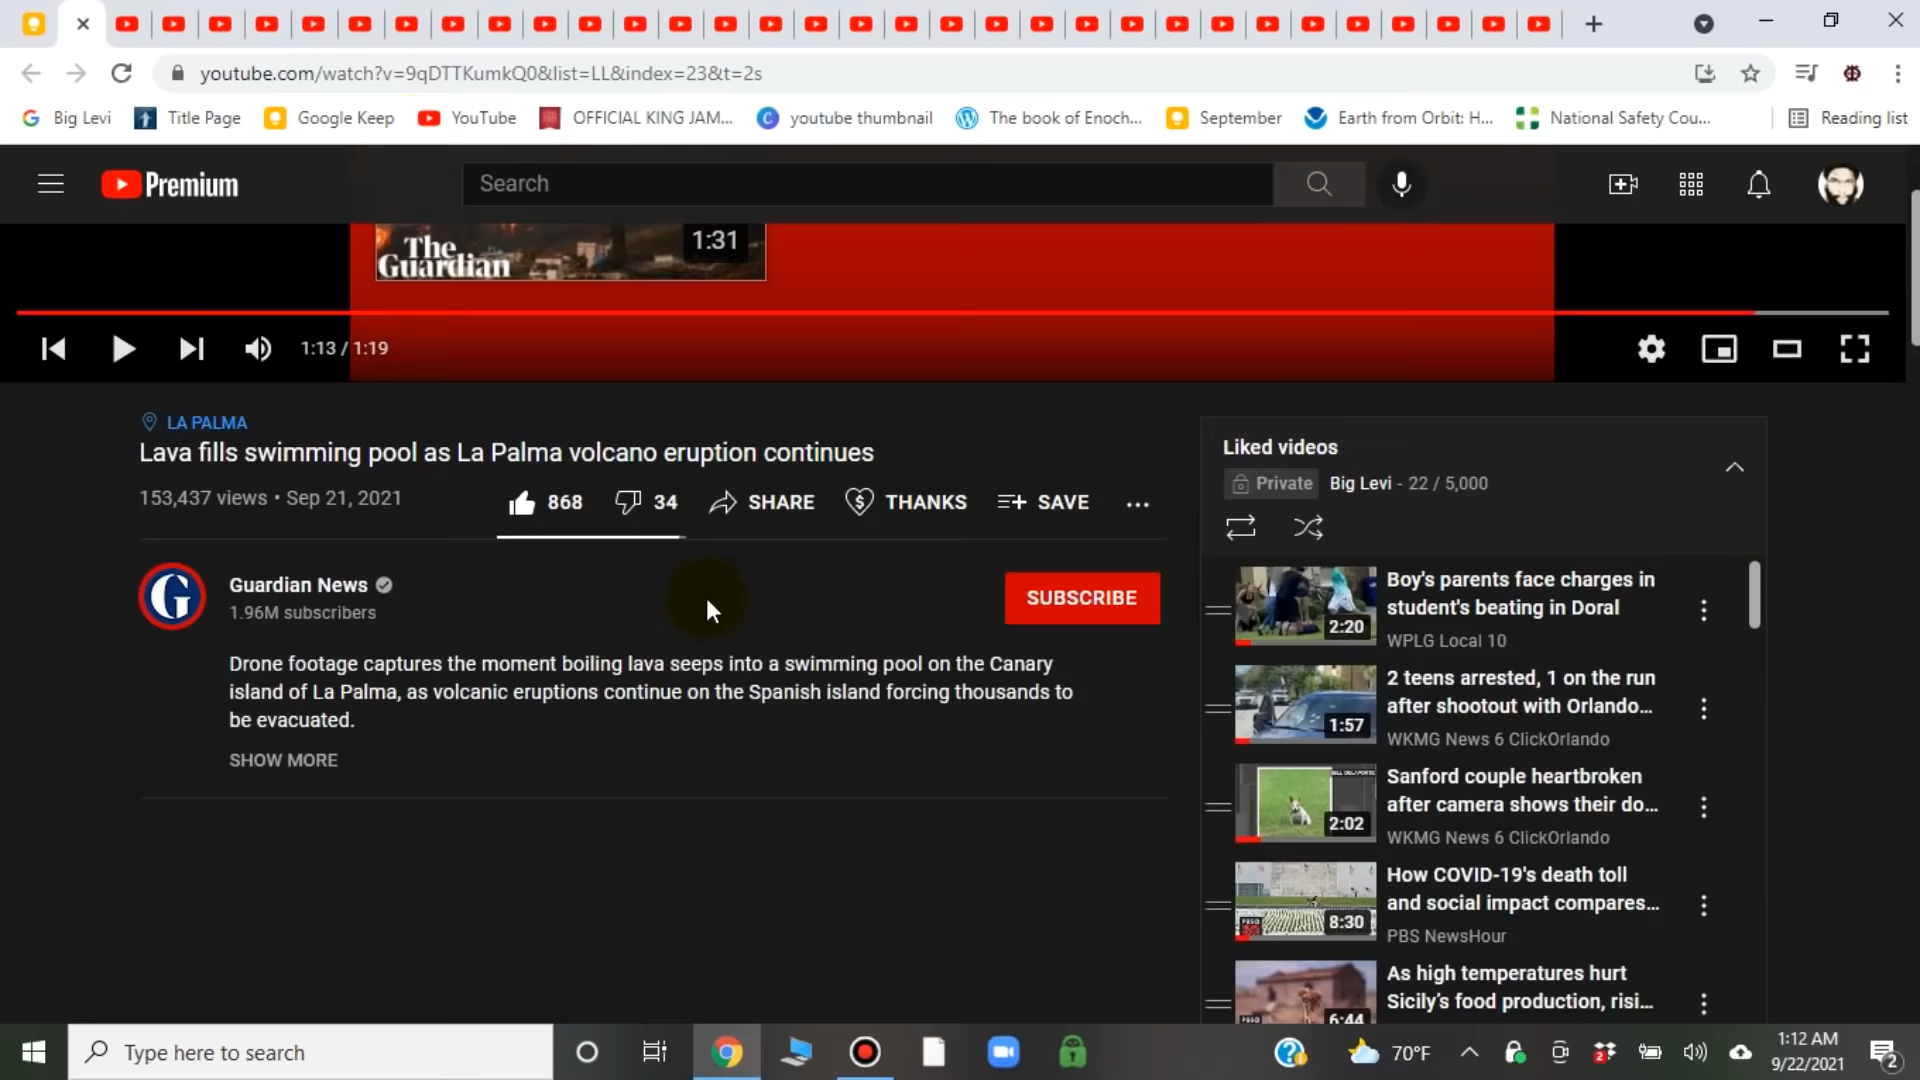 youtube.com/watch?v=9qDTTKumkQ0&list=LL&index=23&t=2s
Big Levi
Title Page
Google Keep
YouTube
OFFICIAL KING JAM...
youtube thumbnail
The book of Enoch...
September
Earth from Orbit: H...
National Safety Cou...
Reading list
Premium
Search
The
Guardian
1:31
1:13 / 1:19
LA PALMA
Lava fills swimming pool as La Palma volcano eruption continues
153,437 views • Sep 21, 2021
868
34
SHARE
THANKS
SAVE
Guardian News
1.96M subscribers
SUBSCRIBE
Drone footage captures the moment boiling lava seeps into a swimming pool on the Canary
island of La Palma, as volcanic eruptions continue on the Spanish island forcing thousands to
be evacuated.
SHOW MORE
Liked videos
Private
Big Levi - 22 / 5,000
2:20
Boy's parents face charges in
student's beating in Doral
WPLG Local 10
1:57
2 teens arrested, 1 on the run
after shootout with Orlando...
WKMG News 6 ClickOrlando
2:02
Sanford couple heartbroken
after camera shows their do...
WKMG News 6 ClickOrlando
8:30
How COVID-19's death toll
and social impact compares...
PBS NewsHour
6:44
As high temperatures hurt
Sicily's food production, risi...
Type here to search
70°F
1:12 AM
9/22/2021
2